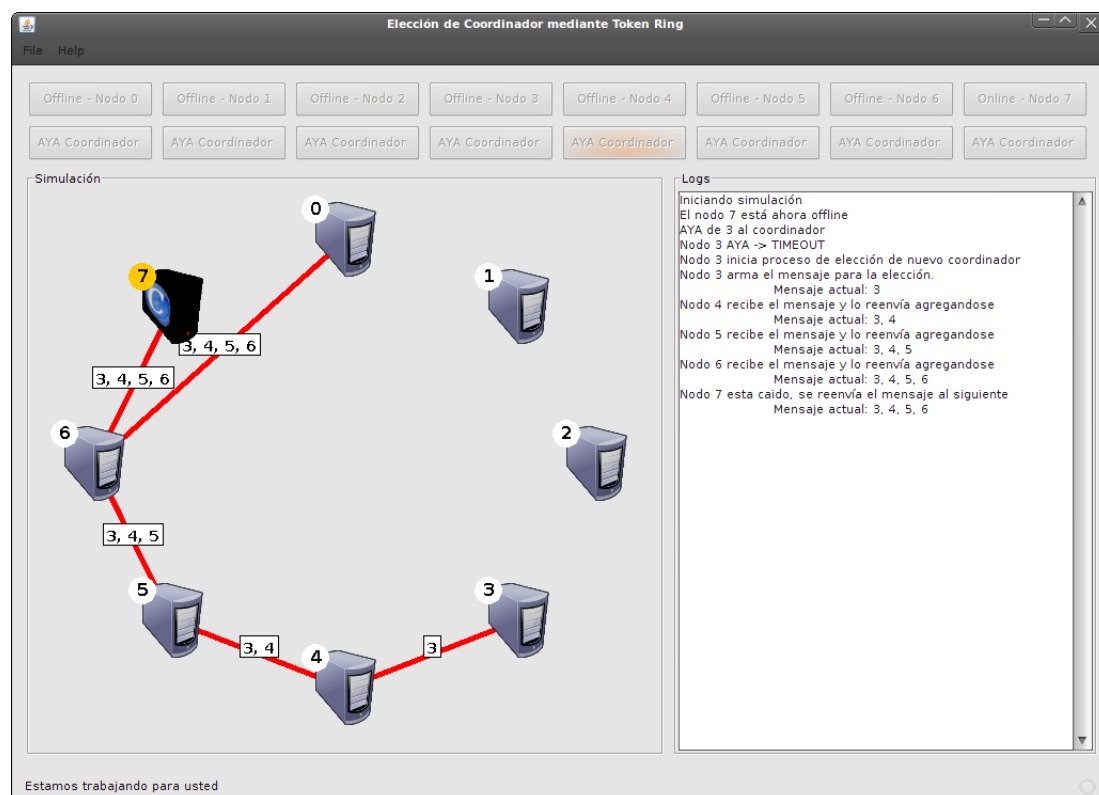 Elección de Coordinador mediante Token Ring
File Help
Offline - Nodo 0 Offline - Nodo 1 Offline - Nodo 2 Offline - Nodo 3 Offline - Nodo 4 Offline - Nodo 5 Offline - Nodo 6 Online - Nodo 7
AYA Coordinador AYA Coordinador AYA Coordinador AYA Coordinador AYA Coordinador AYA Coordinador AYA Coordinador AYA Coordinador
Simulación
0
1
7
3, 4, 5, 6
3, 4, 5, 6
6
2
3, 4, 5
5
3
3, 4
3
4
Logs
Iniciando simulación
El nodo 7 está ahora offline
AYA de 3 al coordinador
Nodo 3 AYA -> TIMEOUT
Nodo 3 inicia proceso de elección de nuevo coordinador
Nodo 3 arma el mensaje para la elección.
Mensaje actual: 3
Nodo 4 recibe el mensaje y lo reenvía agregandose
Mensaje actual: 3, 4
Nodo 5 recibe el mensaje y lo reenvía agregandose
Mensaje actual: 3, 4, 5
Nodo 6 recibe el mensaje y lo reenvía agregandose
Mensaje actual: 3, 4, 5, 6
Nodo 7 esta caido, se reenvía el mensaje al siguiente
Mensaje actual: 3, 4, 5, 6
Estamos trabajando para usted